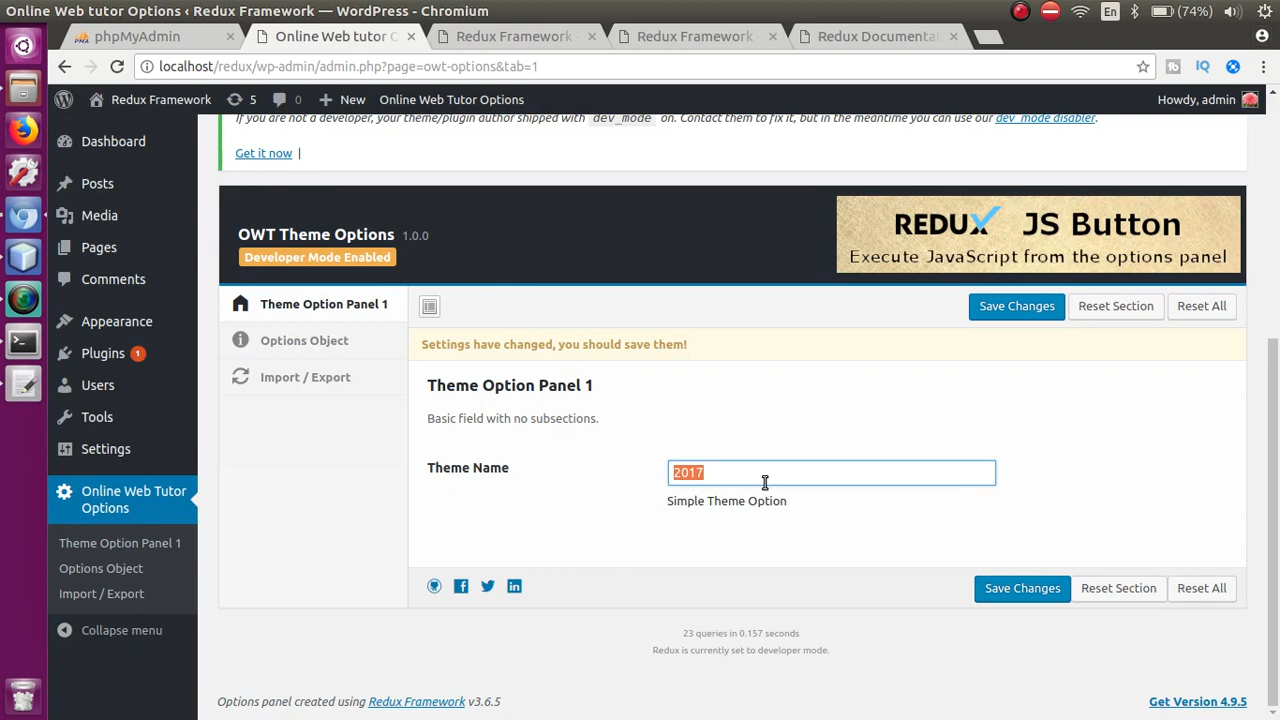 Online Web tutor Options ‹ Redux Framework — WordPress - Chromium
En (74%)
phpMyAdmin × Online Web tutor O × Redux Framework - × Redux Framework - × Redux Documentat ×
localhost/redux/wp-admin/admin.php?page=owt-options&tab=1
Redux Framework 5 0 New Online Web Tutor Options Howdy, admin
If you are not a developer, your theme/plugin author shipped with dev_mode on. Contact them to fix it, but in the meantime you can use our dev_mode disabler.
Get it now |
Dashboard
Posts
Media
Pages
Comments
Appearance
Plugins 1
Users
Tools
Settings
Online Web Tutor
Options
Theme Option Panel 1
Options Object
Import / Export
Collapse menu
OWT Theme Options 1.0.0
Developer Mode Enabled
REDUX JS Button
Execute JavaScript from the options panel
Theme Option Panel 1
Options Object
Import / Export
Save Changes Reset Section Reset All
Settings have changed, you should save them!
Theme Option Panel 1
Basic field with no subsections.
Theme Name 2017
Simple Theme Option
Save Changes Reset Section Reset All
23 queries in 0.157 seconds
Redux is currently set to developer mode.
Options panel created using Redux Framework v3.6.5 Get Version 4.9.5